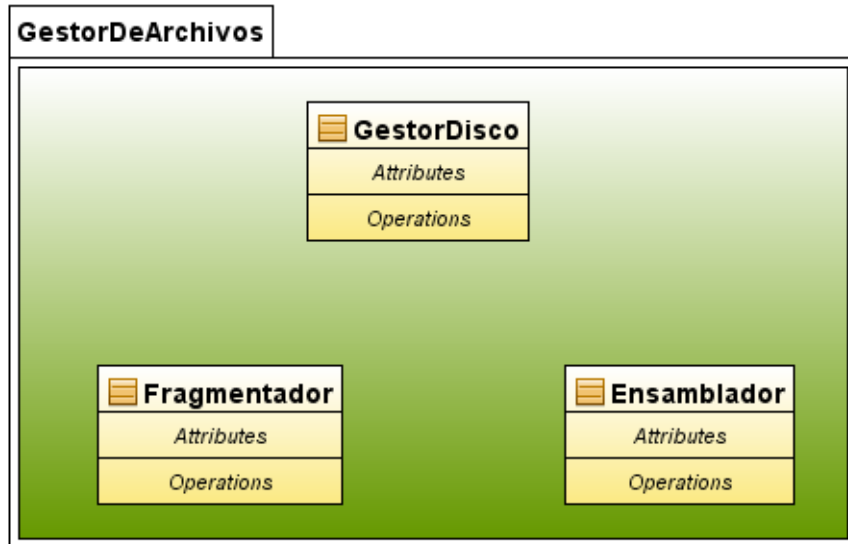 GestorDeArchivos
GestorDisco
Attributes
Operations
Fragmentador
Attributes
Operations
Ensamblador
Attributes
Operations